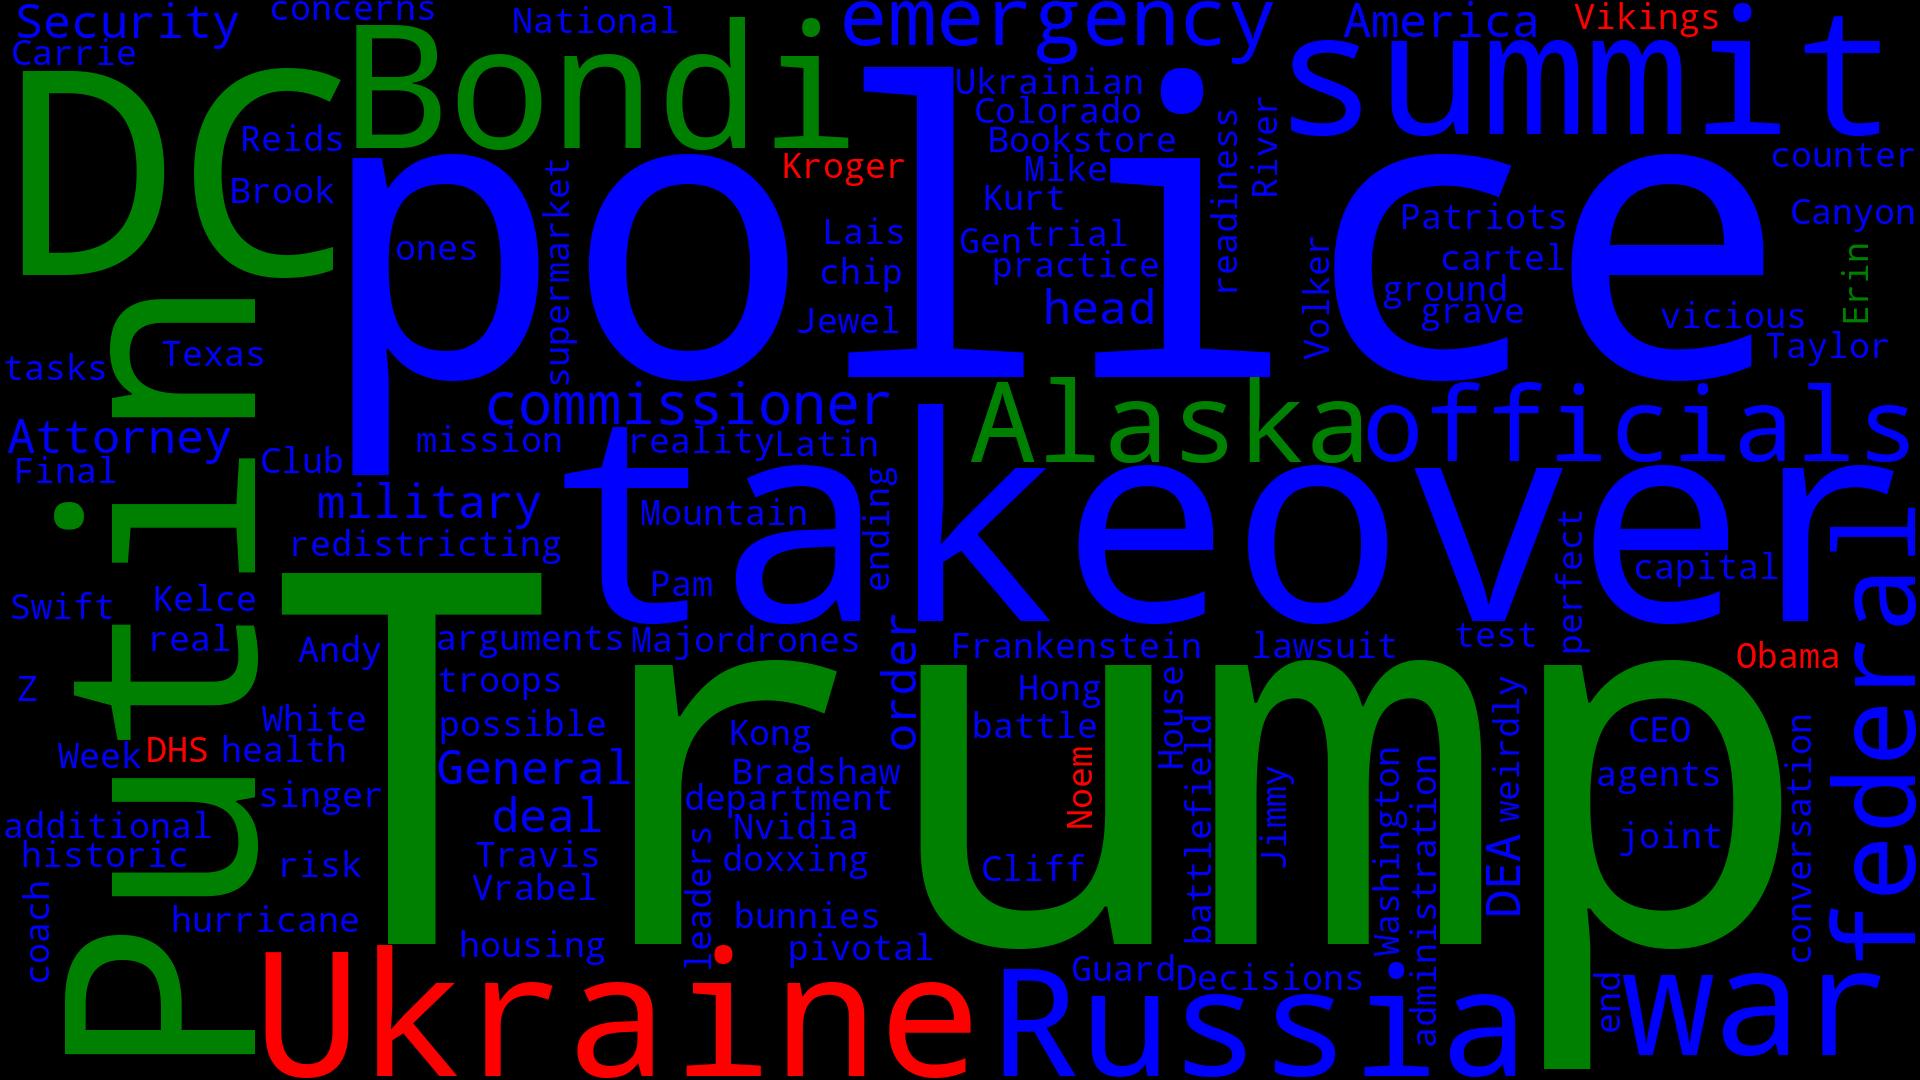 Security
concerns
National
emergency
America
Vikings
summit
Carrie
DC
Bondi
Ukrainian
Colorado
Bookstore
Mike
Kurt
Gen
trial
practice
head
readiness
River
counter
Reids
Brook
police
Kroger
supermarket
ones
Lais
chip
Jewel
Volker
Patriots
cartel
ground
grave
Canyon
Erin
vicious
Taylor
tasks
Texas
Putin
Attorney
Final
Club
commissioner
mission
reality
Latin
Alaska
officials
military
redistricting
takeover
Mountain
ending
Pam
perfect
capital
federal
Swift
Kelce
real
Z
Andy
Trump
arguments
Majordrones
order
Frankenstein
lawsuit
test
Obama
troops
possible
General
deal
Travis
Vrabel
housing
White
Week
DHS
health
singer
additional
historic
risk
coach
hurricane
Kong
Bradshaw
department
Nvidia
doxxing
leaders
bunnies
pivotal
Hong
battle
Noem
Cliff
House
battlefield
Jimmy
Washington
administration
weirdly
DEA
CEO
agents
joint
conversation
Ukraine
Russia
Guard
Decisions
end
war